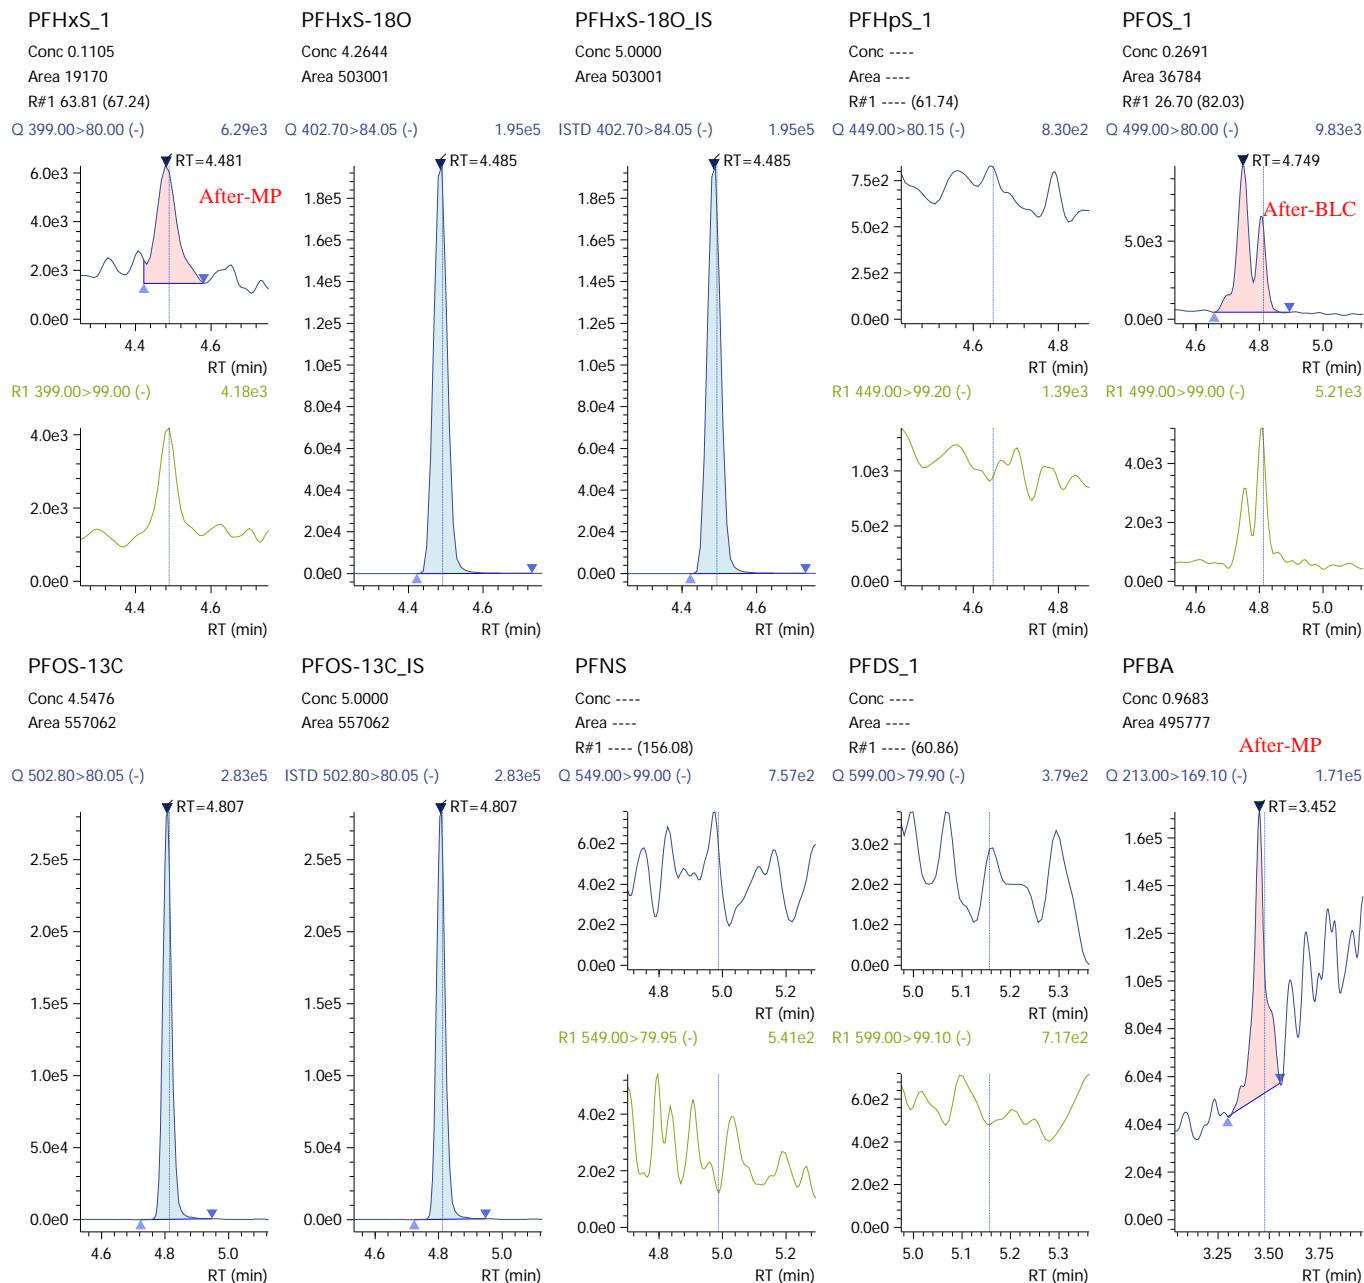 PFHxS_1
Conc 0.1105
Area 19170
R#1 63.81 (67.24)
Q 399.00>80.00 (-) 6.29e3
RT=4.481
After-MP
6.0e3
4.0e3
2.0e3
0.0e0
4.4 4.6
RT (min)
R1 399.00>99.00 (-) 4.18e3
4.0e3
2.0e3
0.0e0
4.4 4.6
RT (min)
PFHxS-18O
Conc 4.2644
Area 503001
Q 402.70>84.05 (-) 1.95e5
RT=4.485
1.8e5
1.6e5
1.4e5
1.2e5
1.0e5
8.0e4
6.0e4
4.0e4
2.0e4
0.0e0
4.4 4.6
RT (min)
PFHxS-18O_IS
Conc 5.0000
Area 503001
ISTD 402.70>84.05 (-) 1.95e5
RT=4.485
1.8e5
1.6e5
1.4e5
1.2e5
1.0e5
8.0e4
6.0e4
4.0e4
2.0e4
0.0e0
4.4 4.6
RT (min)
PFHpS_1
Conc ----
Area ----
R#1 ---- (61.74)
Q 449.00>80.15 (-) 8.30e2
7.5e2
5.0e2
2.5e2
0.0e0
4.6 4.8
RT (min)
R1 449.00>99.20 (-) 1.39e3
1.0e3
5.0e2
0.0e0
4.6 4.8
RT (min)
PFOS_1
Conc 0.2691
Area 36784
R#1 26.70 (82.03)
Q 499.00>80.00 (-) 9.83e3
RT=4.749
After-BLC
5.0e3
0.0e0
4.6 4.8 5.0
RT (min)
R1 499.00>99.00 (-) 5.21e3
4.0e3
2.0e3
0.0e0
4.6 4.8 5.0
RT (min)
PFOS-13C
Conc 4.5476
Area 557062
Q 502.80>80.05 (-) 2.83e5
RT=4.807
2.5e5
2.0e5
1.5e5
1.0e5
5.0e4
0.0e0
4.6 4.8 5.0
RT (min)
PFOS-13C_IS
Conc 5.0000
Area 557062
ISTD 502.80>80.05 (-) 2.83e5
RT=4.807
2.5e5
2.0e5
1.5e5
1.0e5
5.0e4
0.0e0
4.6 4.8 5.0
RT (min)
PFNS
Conc ----
Area ----
R#1 ---- (156.08)
Q 549.00>99.00 (-) 7.57e2
6.0e2
4.0e2
2.0e2
0.0e0
4.8 5.0 5.2
RT (min)
R1 549.00>79.95 (-) 5.41e2
4.0e2
2.0e2
0.0e0
4.8 5.0 5.2
RT (min)
PFDS_1
Conc ----
Area ----
R#1 ---- (60.86)
Q 599.00>79.90 (-) 3.79e2
3.0e2
2.0e2
1.0e2
0.0e0
5.0 5.1 5.2 5.3
RT (min)
R1 599.00>99.10 (-) 7.17e2
6.0e2
4.0e2
2.0e2
0.0e0
5.0 5.1 5.2 5.3
RT (min)
PFBA
Conc 0.9683
Area 495777
After-MP
Q 213.00>169.10 (-) 1.71e5
RT=3.452
1.6e5
1.4e5
1.2e5
1.0e5
8.0e4
6.0e4
4.0e4
2.0e4
0.0e0
3.25 3.50 3.75
RT (min)